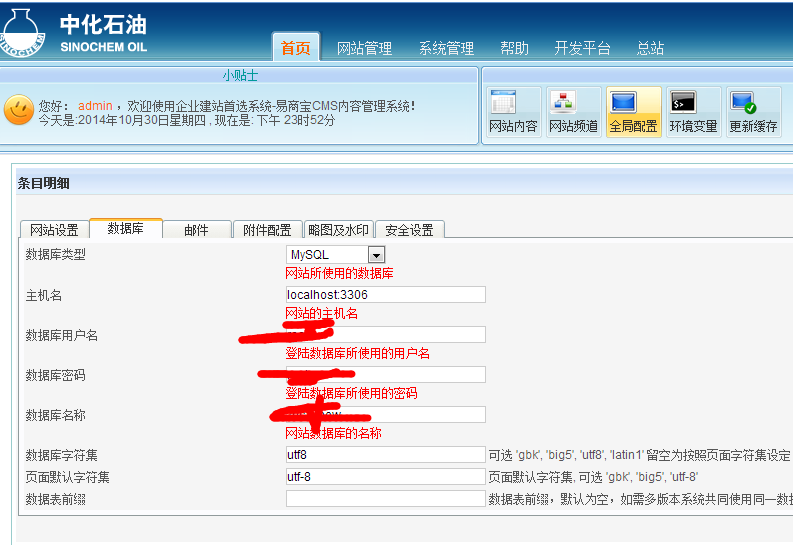 中化石油
SINOCHEM OIL
SINOCHEM
首页 网站管理 系统管理 帮助 开发平台 总站
小贴士
您好： admin ，欢迎使用企业建站首选系统-易商宝CMS内容管理系统！
今天是:2014年10月30日星期四 , 现在是: 下午 23时52分
网站内容 网站频道 全局配置 环境变量 更新缓存
条目明细
网站设置 数据库 邮件 附件配置 略图及水印 安全设置
数据库类型 MySQL
网站所使用的数据库
主机名 localhost:3306
网站的主机名
数据库用户名
登陆数据库所使用的用户名
数据库密码
登陆数据库所使用的密码
数据库名称
网站数据库的名称
数据库字符集 utf8 可选 'gbk', 'big5', 'utf8', 'latin1' 留空为按照页面字符集设定
页面默认字符集 utf-8 页面默认字符集, 可选 'gbk', 'big5', 'utf-8'
数据表前缀 数据表前缀，默认为空，如需多版本系统共同使用同一数